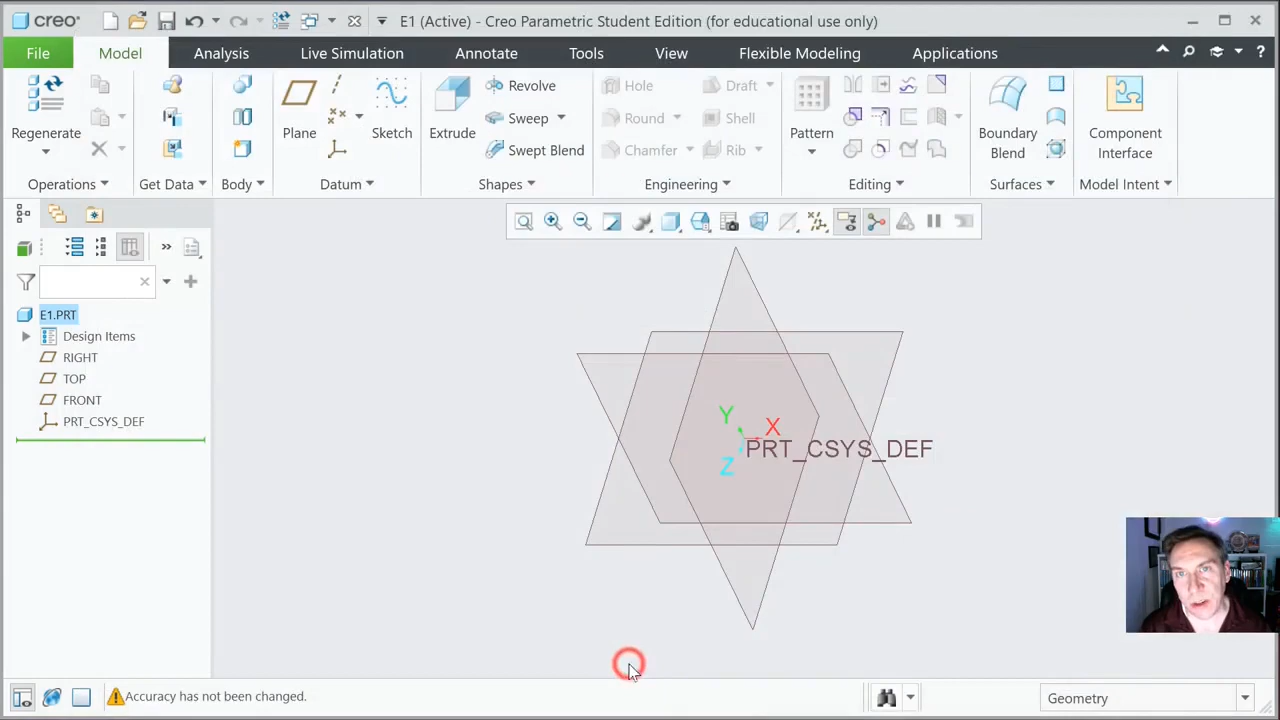 creo®
E1 (Active) - Creo Parametric Student Edition (for educational use only)
File
Model
Analysis
Live Simulation
Annotate
Tools
View
Flexible Modeling
Applications
Regenerate
Operations
Get Data
Body
Plane
Sketch
Datum
Extrude
Revolve
Sweep
Swept Blend
Shapes
Hole
Round
Chamfer
Draft
Shell
Rib
Engineering
Pattern
Editing
Boundary
Blend
Surfaces
Component
Interface
Model Intent
E1.PRT
Design Items
RIGHT
TOP
FRONT
PRT_CSYS_DEF
Y
X
Z
PRT_CSYS_DEF
Accuracy has not been changed.
Geometry